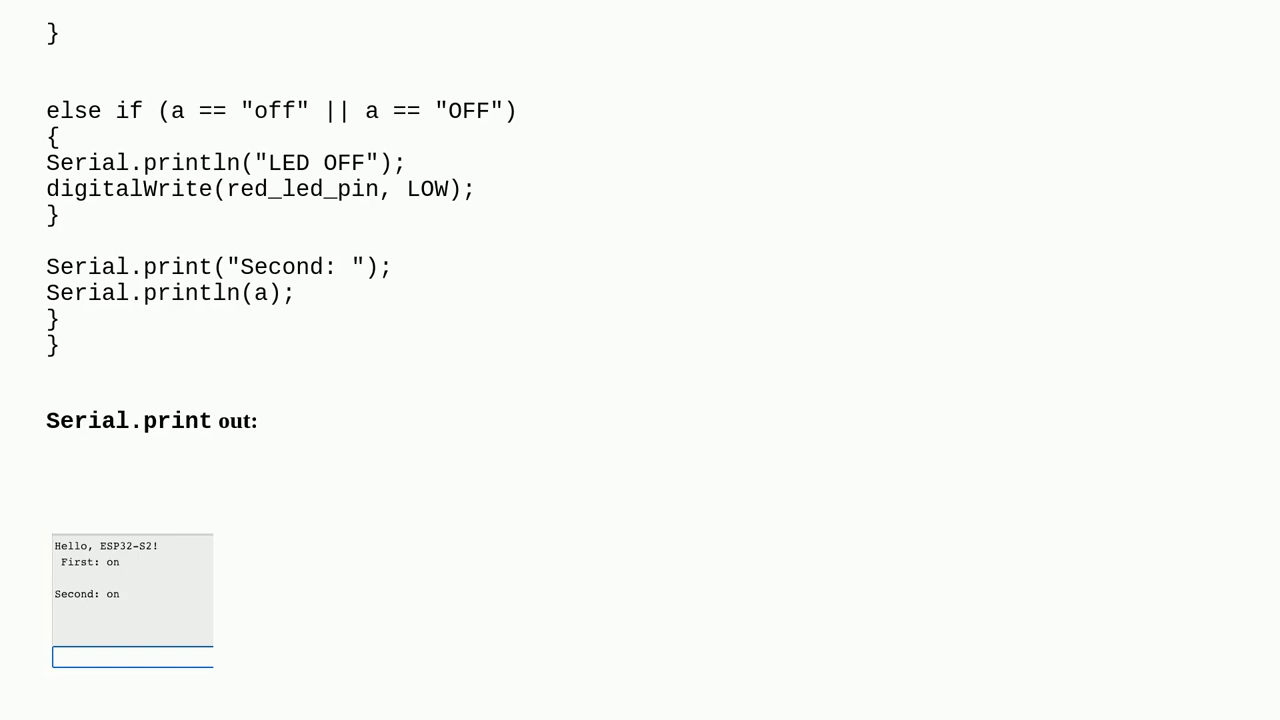 }
else if (a == "off" || a == "OFF")
{
Serial.println("LED OFF");
digitalWrite(red_led_pin, LOW);
}
Serial.print("Second: ");
Serial.println(a);
}
}
Serial.print out:
Hello, ESP32-S2!
First: on
Second: on